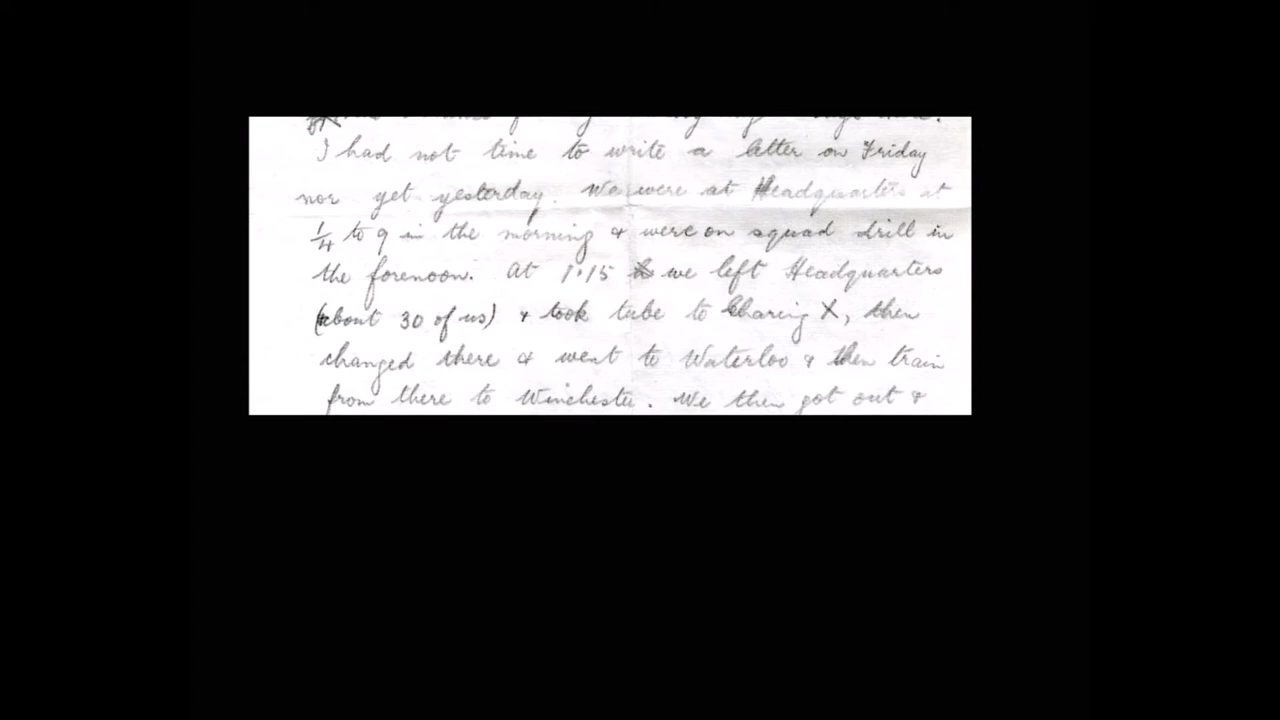 I had not time to write a letter on Friday
nor yet yesterday. We were at Headquarters at
1/4 to 9 in the morning & were on squad drill in
the forenoon. At 1.15 we left Headquarters
(about 30 of us) & took tube to Charing X, then
changed there & went to Waterloo & then train
from there to Winchester. We then got out &